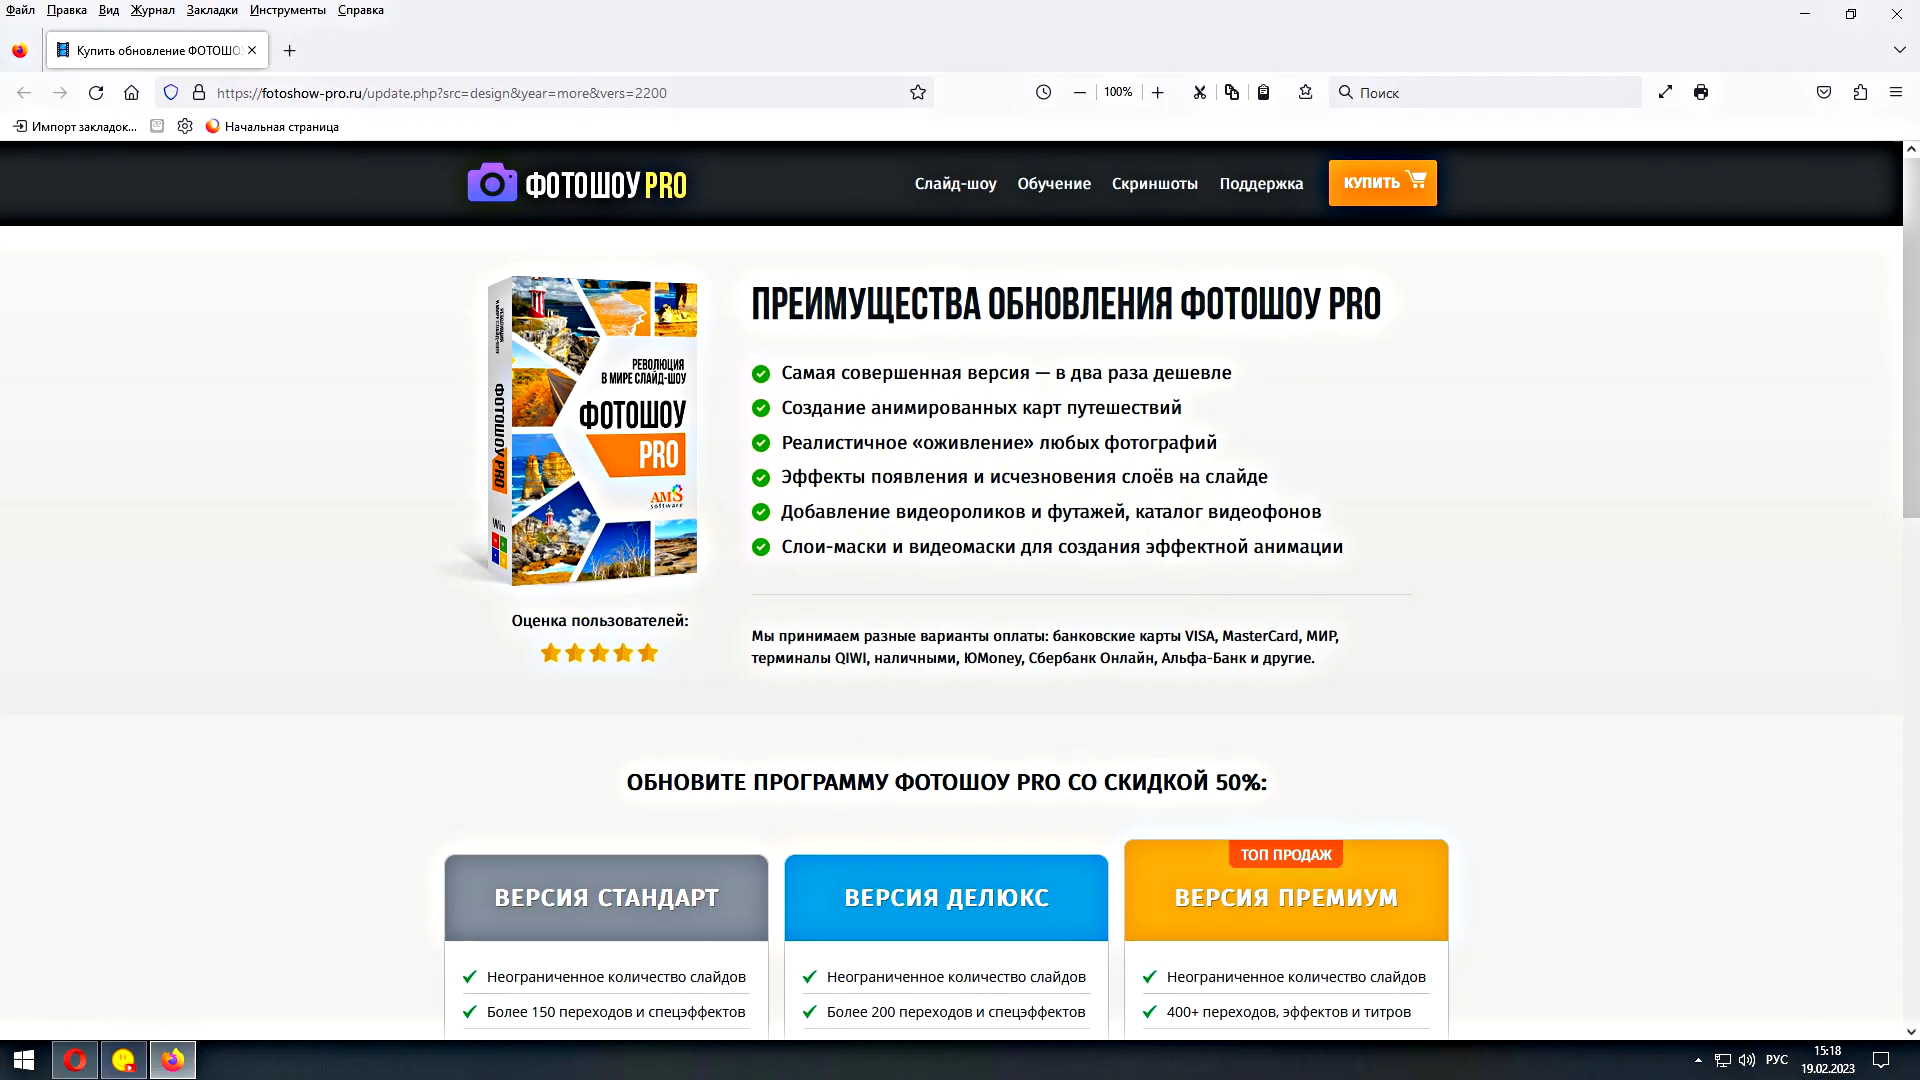 Файл Правка Вид Журнал Закладки Инструменты Справка
Купить обновление ФОТОШО
https://fotoshow-pro.ru/update.php?src=design&year=more&vers=2200
100%
Поиск
Импорт закладок...
Начальная страница
ФОТОШОУ PRO
Слайд-шоу Обучение Скриншоты Поддержка КУПИТЬ
ПРЕИМУЩЕСТВА ОБНОВЛЕНИЯ ФОТОШОУ PRO
Самая совершенная версия — в два раза дешевле
Создание анимированных карт путешествий
Реалистичное «оживление» любых фотографий
Эффекты появления и исчезновения слоёв на слайде
Добавление видеороликов и футажей, каталог видеофонов
Слои-маски и видеомаски для создания эффектной анимации
РЕВОЛЮЦИЯ
В МИРЕ СЛАЙД-ШОУ
ФОТОШОУ
PRO
AMS
software
ФОТОШОУ PRO
Win
Оценка пользователей:
Мы принимаем разные варианты оплаты: банковские карты VISA, MasterCard, МИР,
терминалы QIWI, наличными, ЮMoney, Сбербанк Онлайн, Альфа-Банк и другие.
ОБНОВИТЕ ПРОГРАММУ ФОТОШОУ PRO СО СКИДКОЙ 50%:
ВЕРСИЯ СТАНДАРТ
Неограниченное количество слайдов
Более 150 переходов и спецэффектов
ВЕРСИЯ ДЕЛЮКС
Неограниченное количество слайдов
Более 200 переходов и спецэффектов
ТОП ПРОДАЖ
ВЕРСИЯ ПРЕМИУМ
Неограниченное количество слайдов
400+ переходов, эффектов и титров
РУС
15:18
19.02.2023